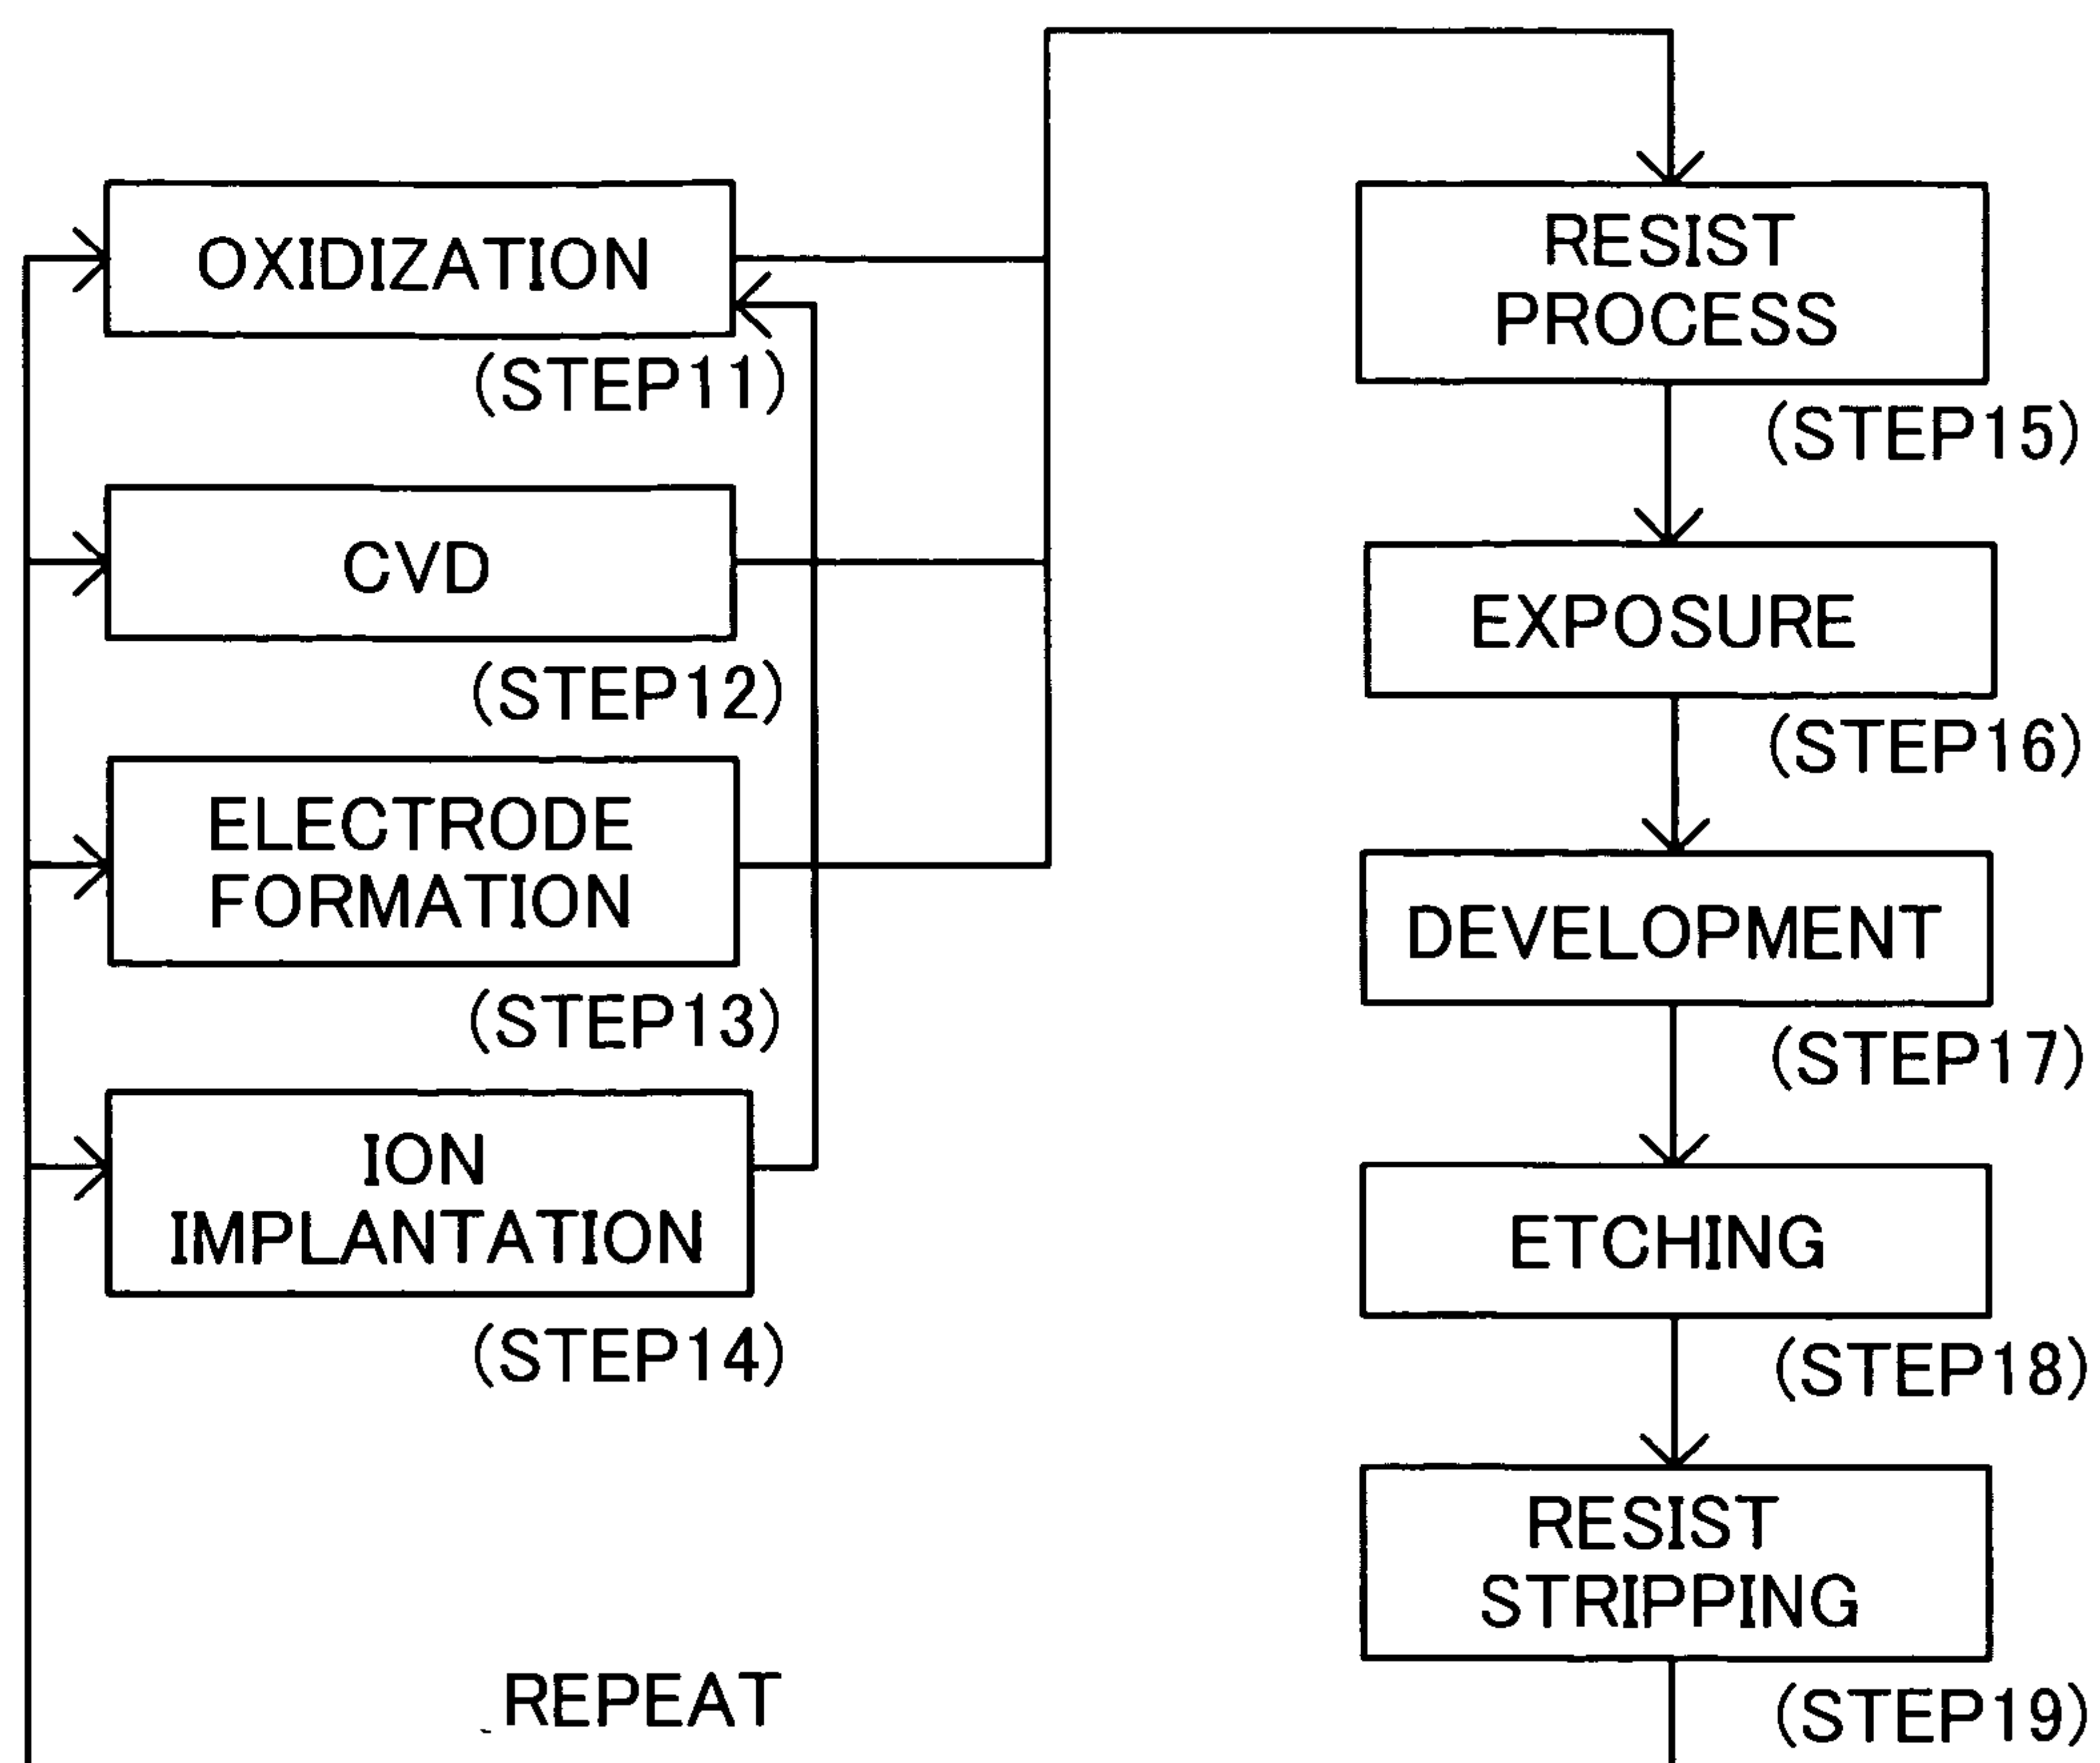 OXIDIZATION
(STEP11)
CVD
(STEP12)
ELECTRODE
FORMATION
(STEP13)
ION
IMPLANTATION
(STEP14)
REPEAT
RESIST
PROCESS
(STEP15)
EXPOSURE
(STEP16)
DEVELOPMENT
(STEP17)
ETCHING
(STEP18)
RESIST
STRIPPING
(STEP19)